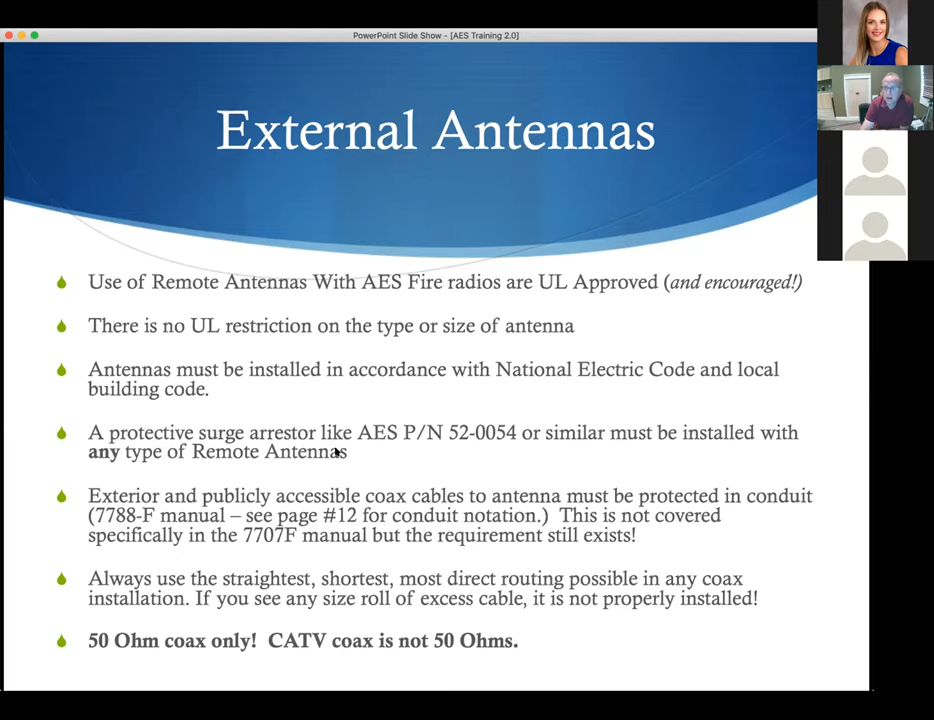 PowerPoint Slide Show - [AES Training 2.0]
External Antennas
Use of Remote Antennas With AES Fire radios are UL Approved (and encouraged!)
There is no UL restriction on the type or size of antenna
Antennas must be installed in accordance with National Electric Code and local
building code.
A protective surge arrestor like AES P/N 52-0054 or similar must be installed with
any type of Remote Antennas
Exterior and publicly accessible coax cables to antenna must be protected in conduit
(7788-F manual – see page #12 for conduit notation.)  This is not covered
specifically in the 7707F manual but the requirement still exists!
Always use the straightest, shortest, most direct routing possible in any coax
installation. If you see any size roll of excess cable, it is not properly installed!
50 Ohm coax only!  CATV coax is not 50 Ohms.